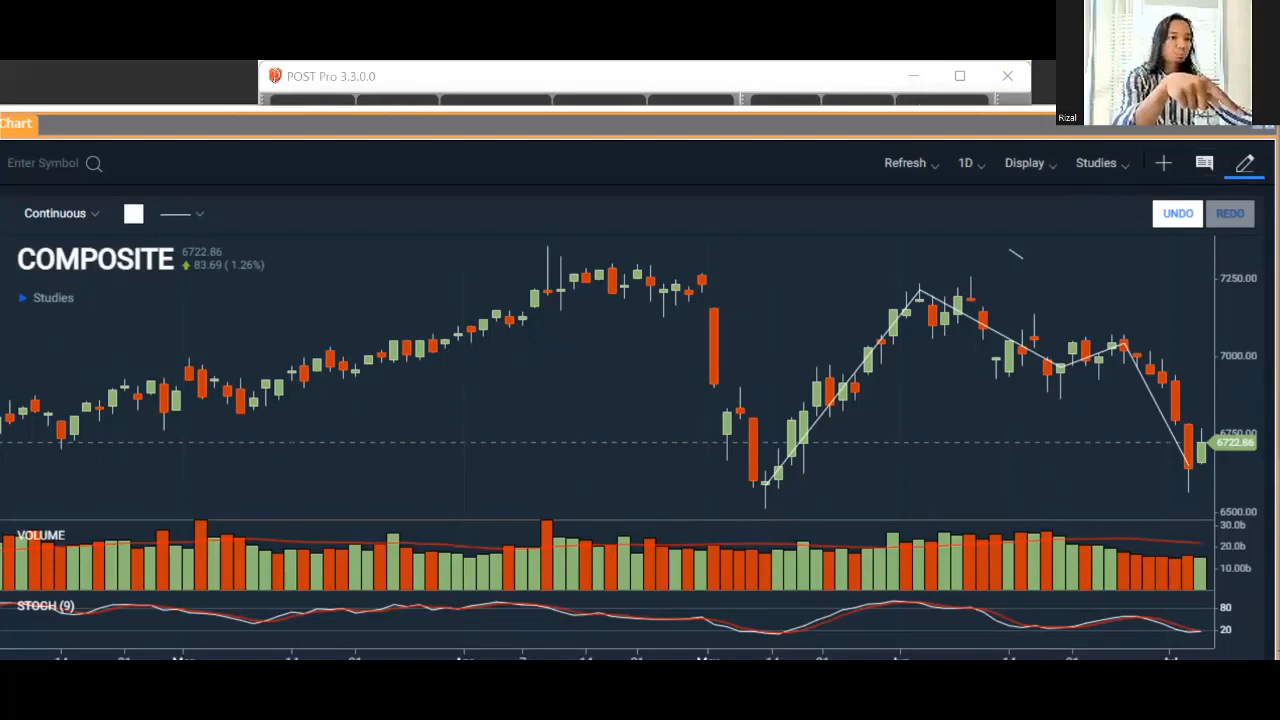 POST Pro 3.3.0.0
Rizal
Chart
Enter Symbol
Refresh
1D
Display
Studies
Continuous
UNDO
REDO
COMPOSITE
6722.86
83.69 ( 1.26%)
Studies
7250.00
7000.00
6750.00
6722.86
6500.00
VOLUME
30.0b
20.0b
10.00b
STOCH (9)
80
20